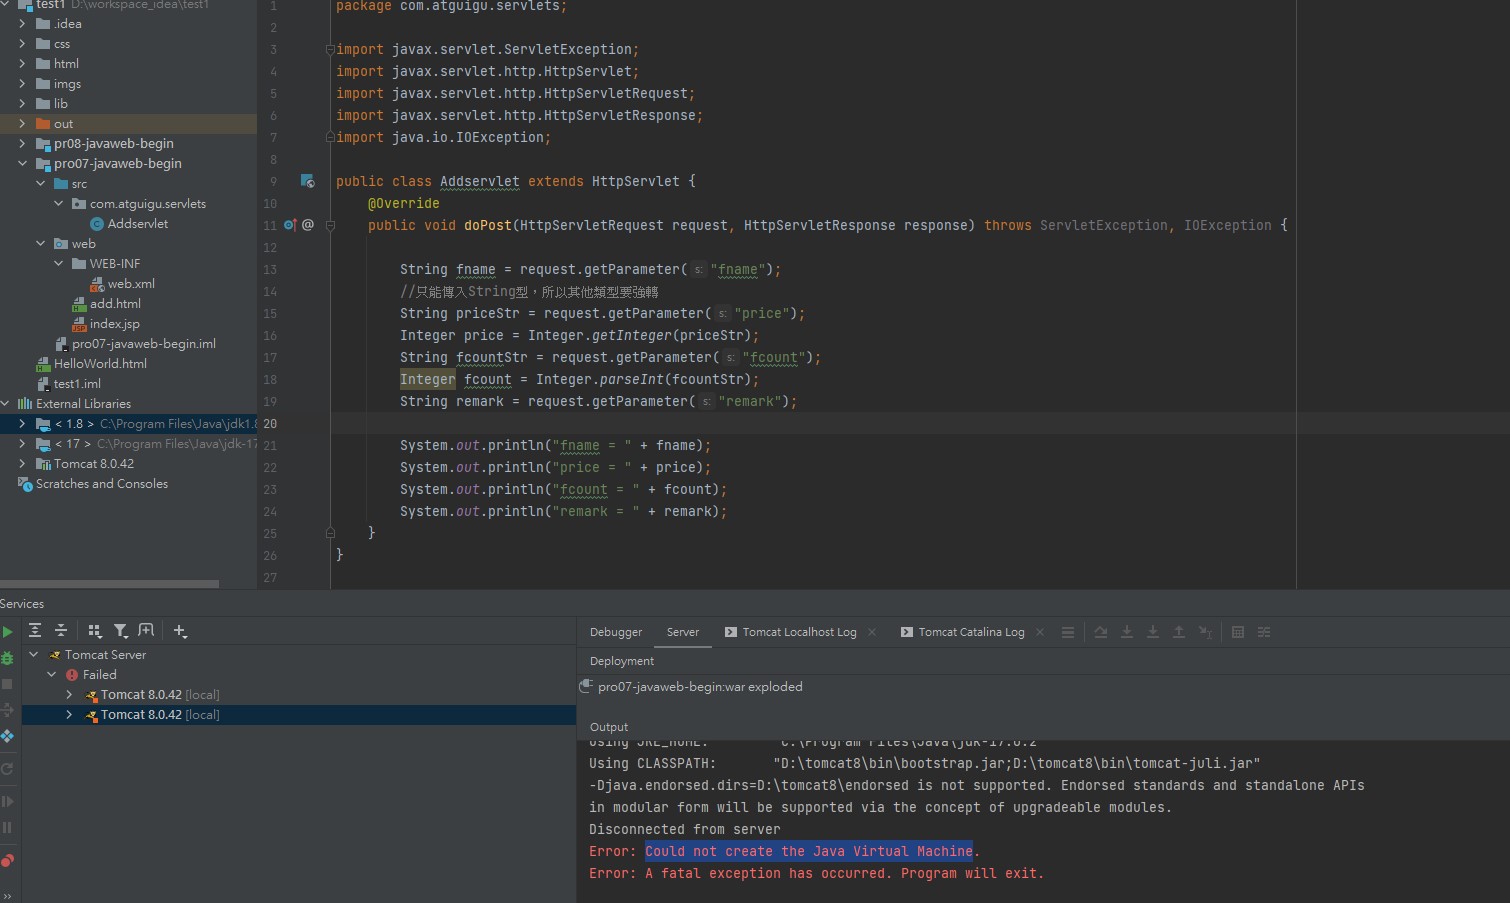 test1 D:\workspace_idea\test1
.idea
css
html
imgs
lib
out
pr08-javaweb-begin
pro07-javaweb-begin
src
com.atguigu.servlets
Addservlet
web
WEB-INF
web.xml
add.html
index.jsp
pro07-javaweb-begin.iml
HelloWorld.html
test1.iml
External Libraries
< 1.8 > C:\Program Files\Java\jdk1.8
< 17 > C:\Program Files\Java\jdk-17
Tomcat 8.0.42
Scratches and Consoles
1 package com.atguigu.servlets;
2
3 import javax.servlet.ServletException;
4 import javax.servlet.http.HttpServlet;
5 import javax.servlet.http.HttpServletRequest;
6 import javax.servlet.http.HttpServletResponse;
7 import java.io.IOException;
8
9 public class Addservlet extends HttpServlet {
10 @Override
11 @ public void doPost(HttpServletRequest request, HttpServletResponse response) throws ServletException, IOException {
12
13 String fname = request.getParameter( s: "fname");
14 //只能傳入String型，所以其他類型要強轉
15 String priceStr = request.getParameter( s: "price");
16 Integer price = Integer.getInteger(priceStr);
17 String fcountStr = request.getParameter( s: "fcount");
18 Integer fcount = Integer.parseInt(fcountStr);
19 String remark = request.getParameter( s: "remark");
20
21 System.out.println("fname = " + fname);
22 System.out.println("price = " + price);
23 System.out.println("fcount = " + fcount);
24 System.out.println("remark = " + remark);
25 }
26 }
27
Services
Tomcat Server
Failed
Tomcat 8.0.42 [local]
Tomcat 8.0.42 [local]
Debugger Server Tomcat Localhost Log Tomcat Catalina Log
Deployment
pro07-javaweb-begin:war exploded
Output
Using JRE_HOME: "C:\Program Files\Java\jdk-17.0.2"
Using CLASSPATH: "D:\tomcat8\bin\bootstrap.jar;D:\tomcat8\bin\tomcat-juli.jar"
-Djava.endorsed.dirs=D:\tomcat8\endorsed is not supported. Endorsed standards and standalone APIs
in modular form will be supported via the concept of upgradeable modules.
Disconnected from server
Error: Could not create the Java Virtual Machine.
Error: A fatal exception has occurred. Program will exit.